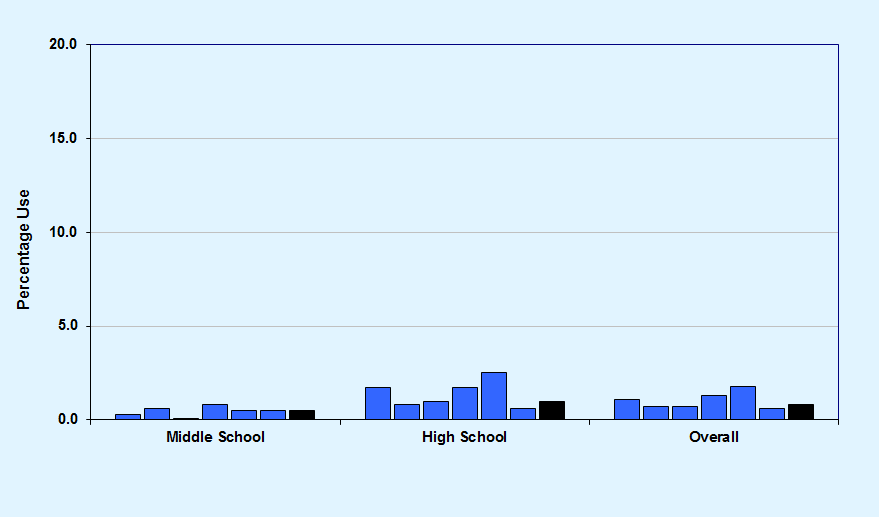 20.0
15.0
10.0
5.0
0.0
Percentage Use
Middle School
High School
Overall